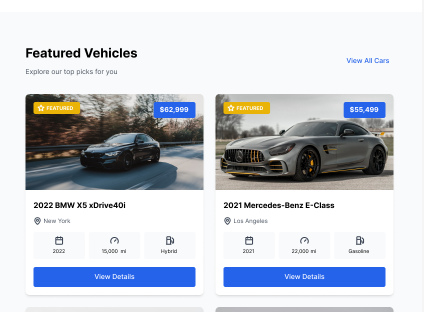 Featured Vehicles
View All Cars
Explore our top picks for you
FEATURED
$62,999
2022 BMW X5 xDrive40i
New York
2022
15,000 mi
Hybrid
View Details
FEATURED
$55,499
2021 Mercedes-Benz E-Class
Los Angeles
2021
22,000 mi
Gasoline
View Details